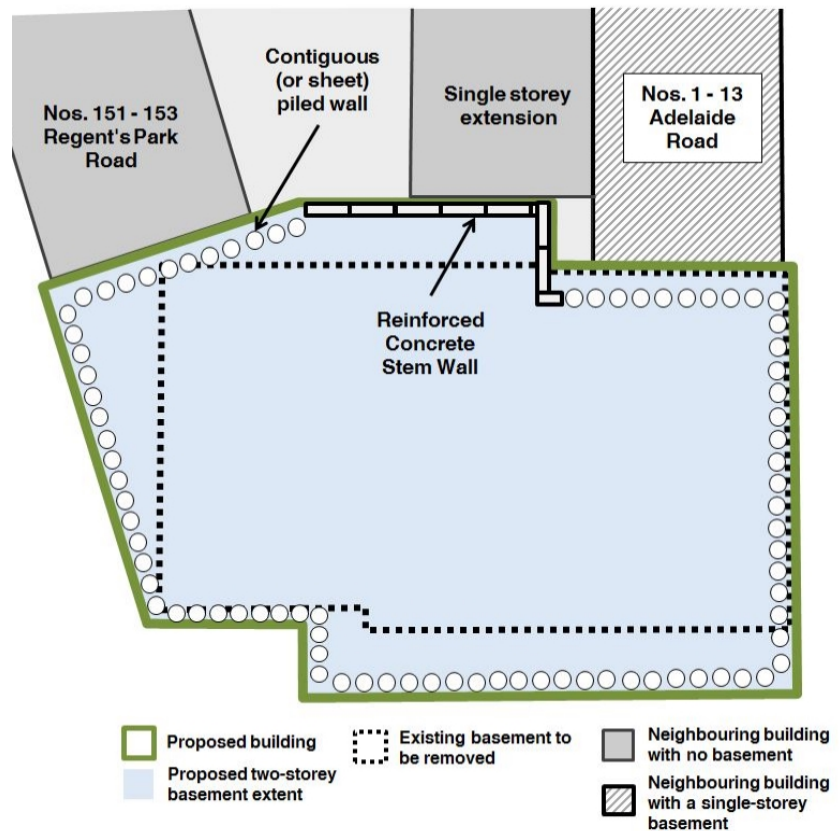 Contiguous
(or sheet)
piled wall
Nos. 151 - 153
Regent's Park
Road
Single storey
extension
Nos. 1 - 13
Adelaide
Road
Reinforced
Concrete
Stem Wall
Proposed building
Proposed two-storey
basement extent
Existing basement to
be removed
Neighbouring building
with no basement
Neighbouring building
with a single-storey
basement